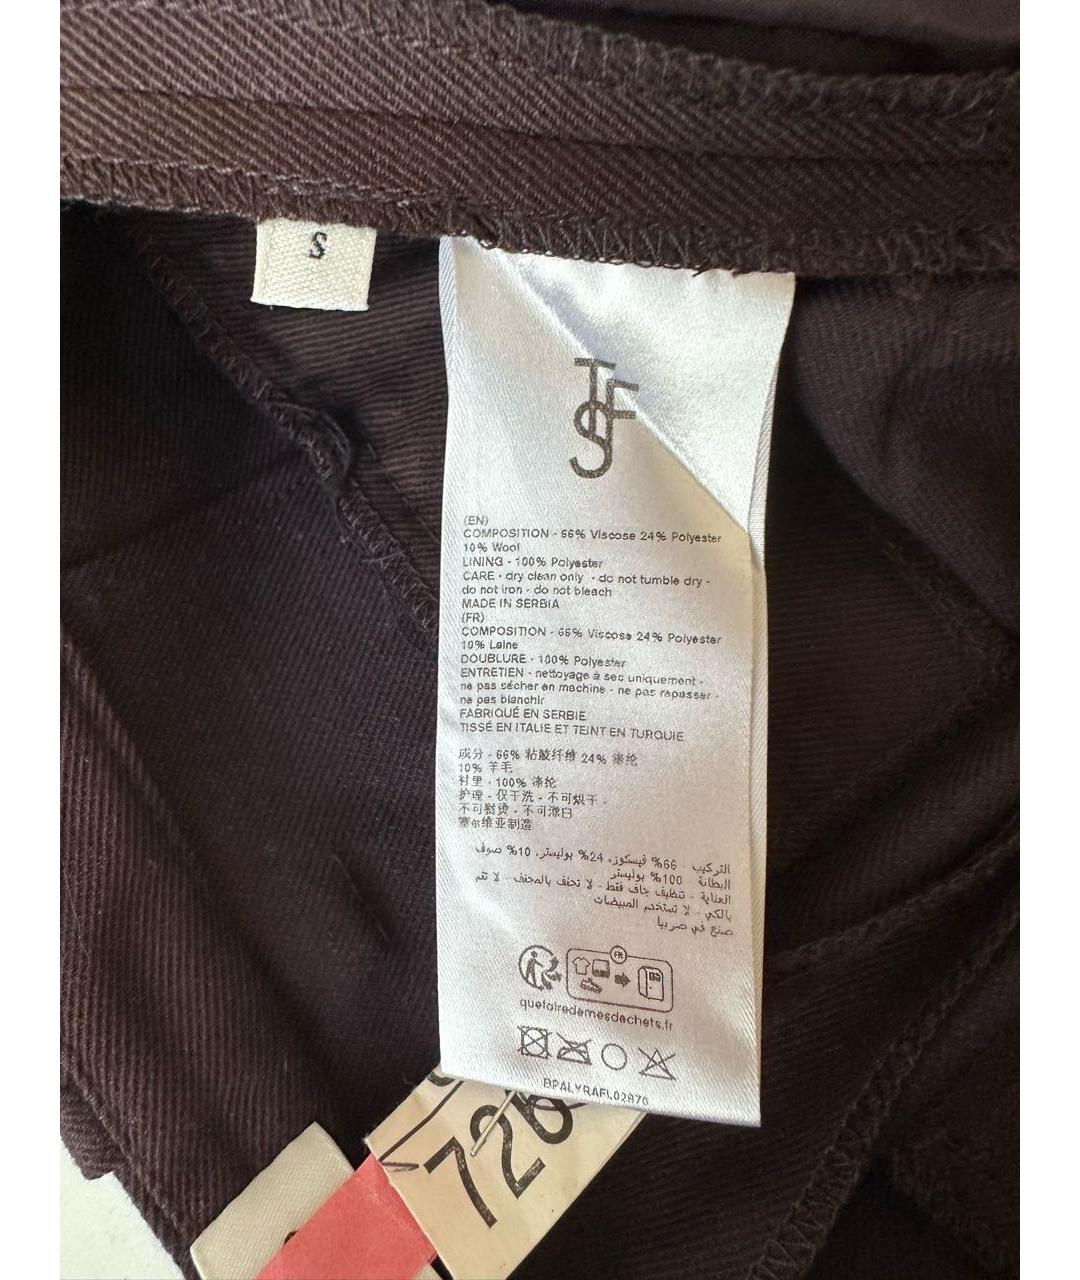 S
TFSJ
(EN)
COMPOSITION - 66% Viscose 24% Polyester
10% Wool
LINING - 100% Polyester
CARE - dry clean only - do not tumble dry -
do not iron - do not bleach
MADE IN SERBIA
(FR)
COMPOSITION - 66% Viscose 24% Polyester
10% Laine
DOUBLURE - 100% Polyester
ENTRETIEN - nettoyage à sec uniquement -
ne pas sécher en machine - ne pas repasser -
ne pas blanchir
FABRIQUÉ EN SERBIE
TISSÉ EN ITALIE ET TEINT EN TURQUIE
成分 - 66% 粘胶纤维 24% 涤纶
10% 羊毛
衬里 - 100% 涤纶
护理 - 仅干洗 - 不可烘干 -
不可熨烫 - 不可漂白
塞尔维亚制造
التركيب - 66% فيسكوز، 24% بوليستر، 10% صوف
البطانة - 100% بوليستر
العناية - تنظيف جاف فقط - لا تجفف بالمجفف - لا تقم
بالكي - لا تستخدم المبيضات
صنع في صربيا
FR
quefairedemesdechets.fr
BPALYRAFL02870
726